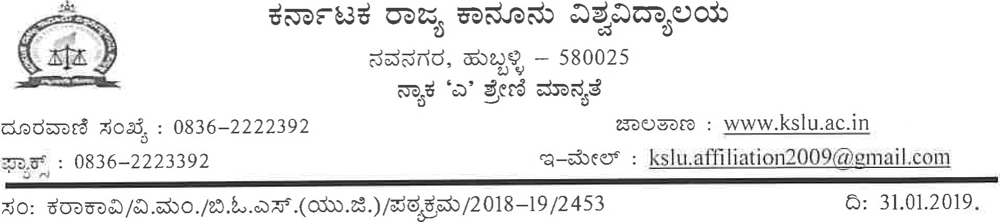 ಕರ್ನಾಟಕ ರಾಜ್ಯ ಕಾನೂನು ವಿಶ್ವವಿದ್ಯಾಲಯ
ನವನಗರ, ಹುಬ್ಬಳ್ಳಿ – 580025
ನ್ಯಾಕ ‘ಎ’ ಶ್ರೇಣಿ ಮಾನ್ಯತೆ
ದೂರವಾಣಿ ಸಂಖ್ಯೆ : 0836–2222392 ಜಾಲತಾಣ : www.kslu.ac.in
ಫ್ಯಾಕ್ಸ್ : 0836–2223392 ಇ–ಮೇಲ್ : kslu.affiliation2009@gmail.com
ಸಂ: ಕರಾಕಾವಿ/ವಿ.ಮಂ./ಬಿ.ಓ.ಎಸ್.(ಯು.ಜಿ.)/ಪಠ್ಯಕ್ರಮ/2018–19/2453 ದಿ: 31.01.2019.